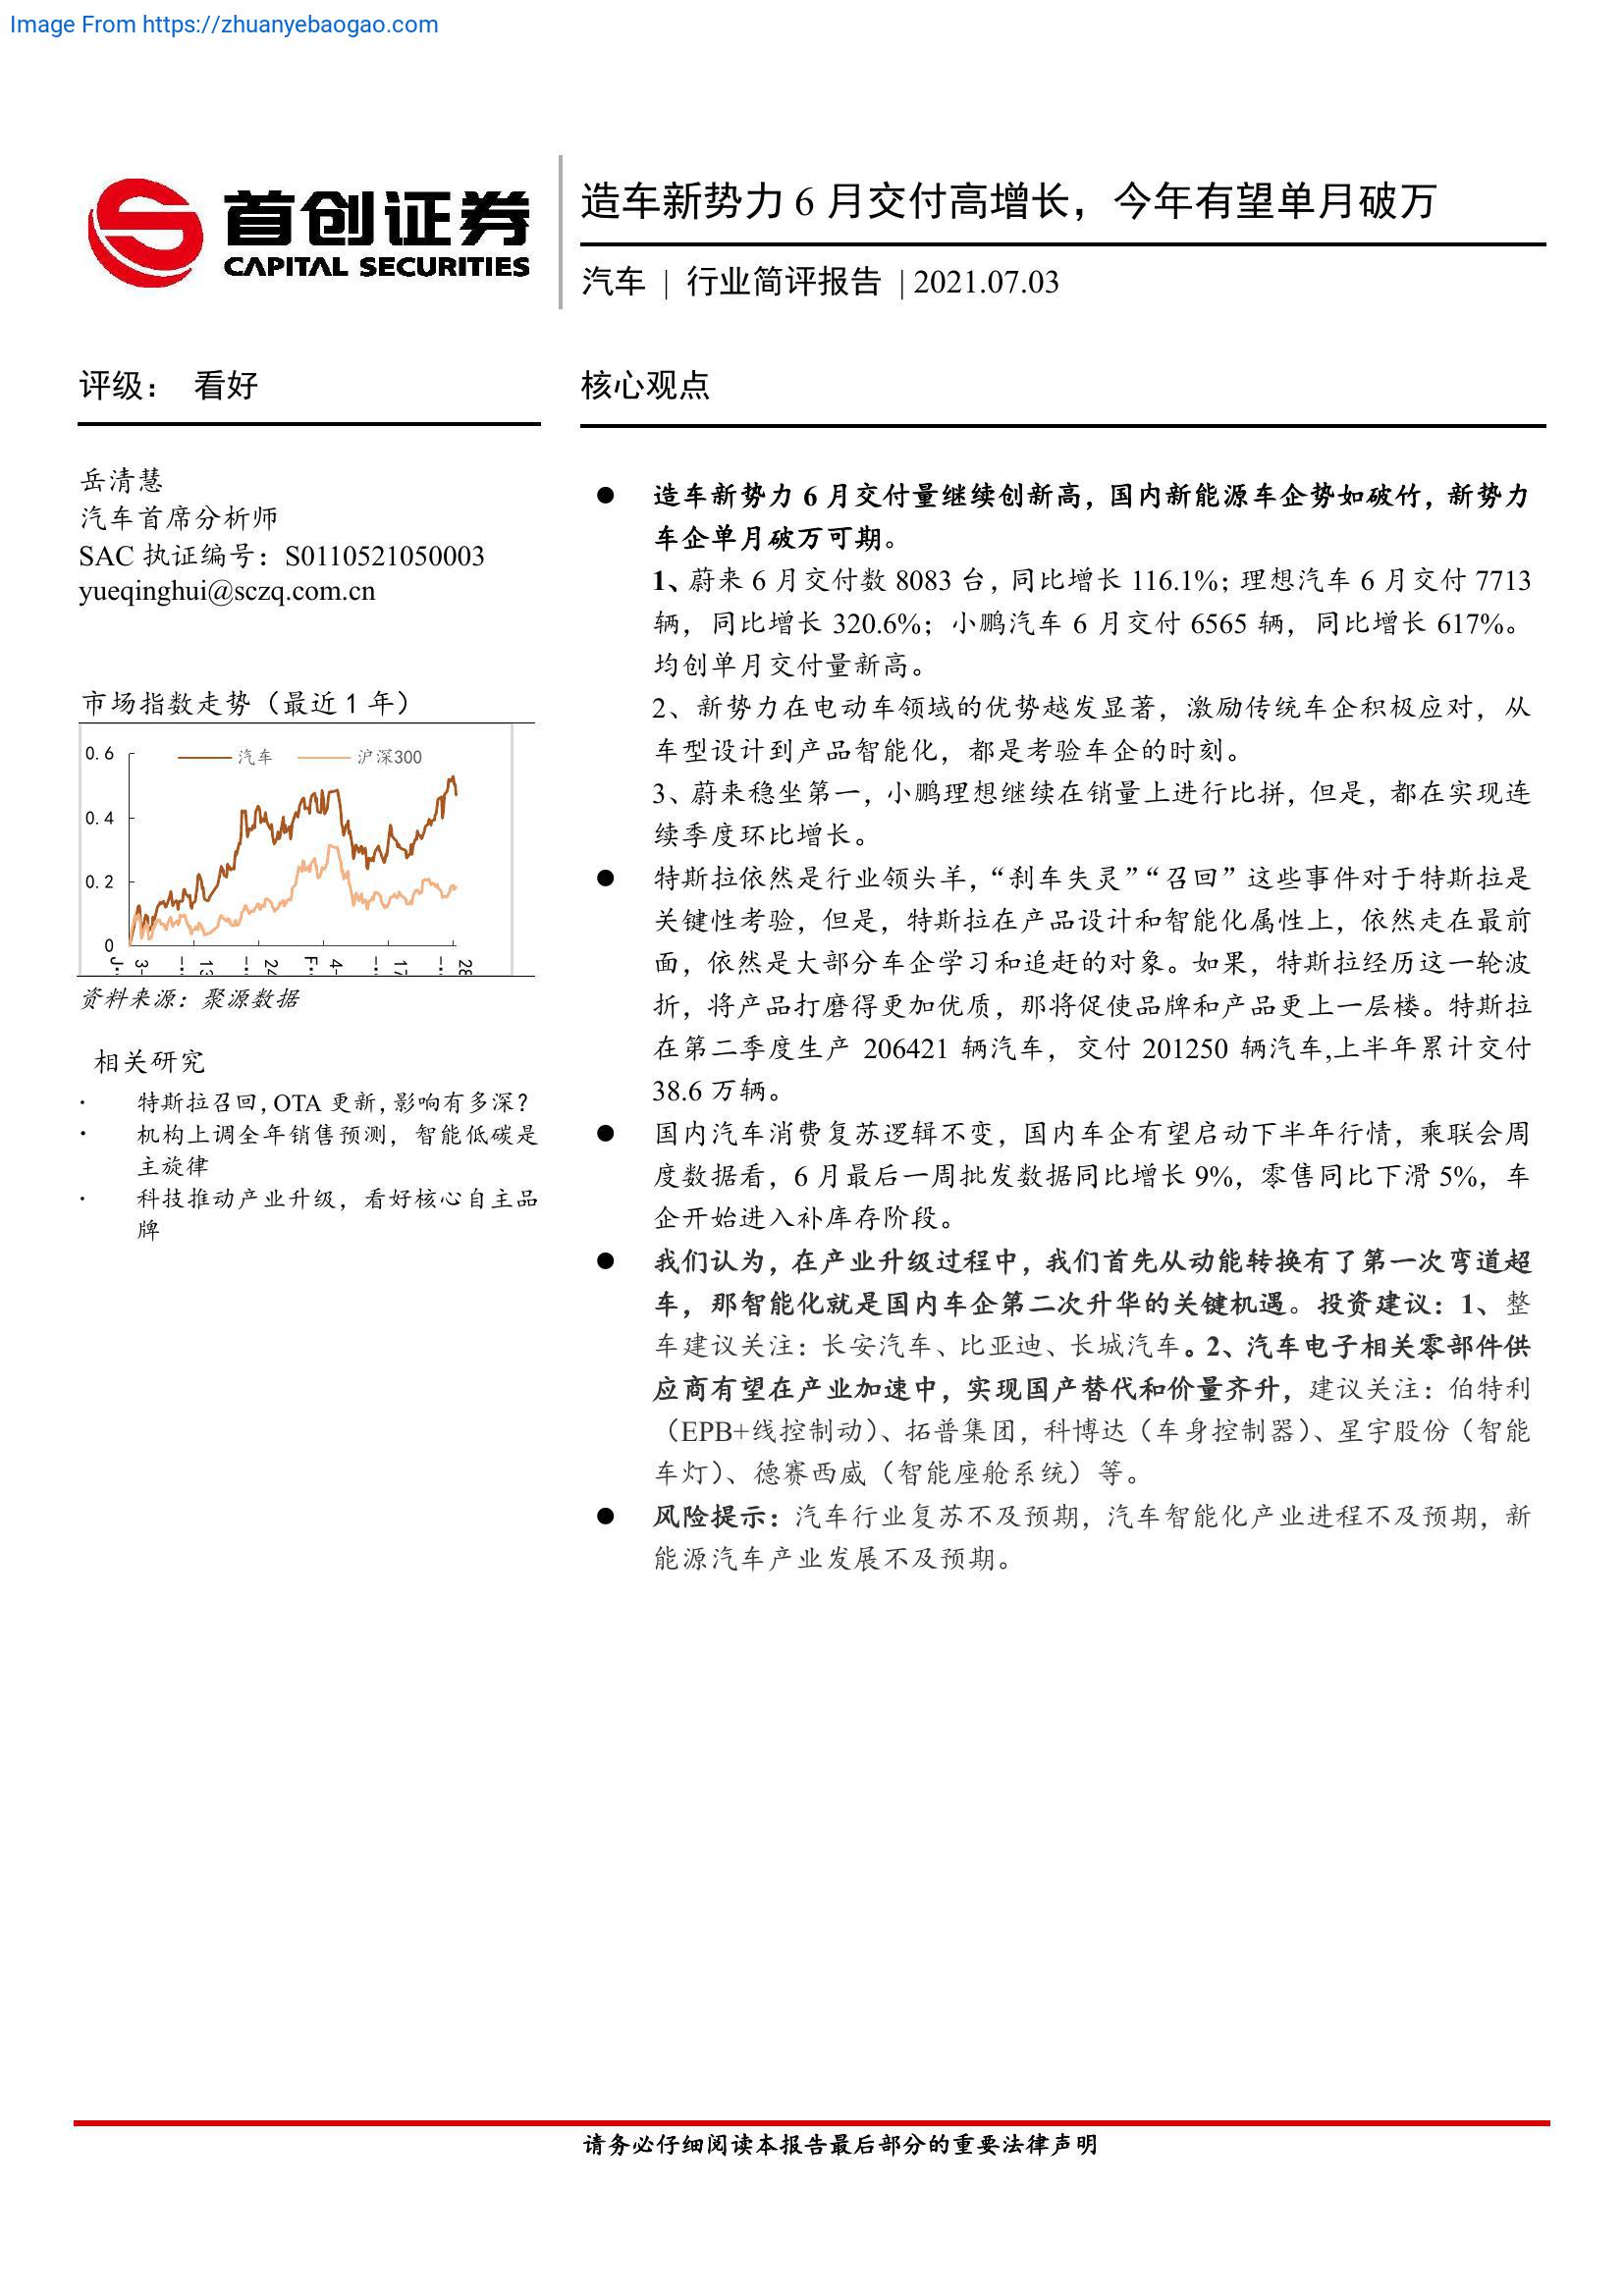 Image From https://zhuanyebaogao.com
首创证券
CAPITAL SECURITIES
造车新势力 6 月交付高增长，今年有望单月破万
汽车 | 行业简评报告 | 2021.07.03
评级： 看好
岳清慧
汽车首席分析师
SAC 执证编号：S0110521050003
yueqinghui@sczq.com.cn
市场指数走势（最近 1 年）
汽车 沪深300
0.6
0.4
0.2
0
J… 3- … 13 … 24 F… 4- … 17 … 28
资料来源：聚源数据
相关研究
· 特斯拉召回，OTA 更新，影响有多深？
· 机构上调全年销售预测，智能低碳是
主旋律
· 科技推动产业升级，看好核心自主品
牌
核心观点
● 造车新势力 6 月交付量继续创新高，国内新能源车企势如破竹，新势力
车企单月破万可期。
1、蔚来 6 月交付数 8083 台，同比增长 116.1%；理想汽车 6 月交付 7713
辆，同比增长 320.6%；小鹏汽车 6 月交付 6565 辆，同比增长 617%。
均创单月交付量新高。
2、新势力在电动车领域的优势越发显著，激励传统车企积极应对，从
车型设计到产品智能化，都是考验车企的时刻。
3、蔚来稳坐第一，小鹏理想继续在销量上进行比拼，但是，都在实现连
续季度环比增长。
● 特斯拉依然是行业领头羊，“刹车失灵”“召回”这些事件对于特斯拉是
关键性考验，但是，特斯拉在产品设计和智能化属性上，依然走在最前
面，依然是大部分车企学习和追赶的对象。如果，特斯拉经历这一轮波
折，将产品打磨得更加优质，那将促使品牌和产品更上一层楼。特斯拉
在第二季度生产 206421 辆汽车，交付 201250 辆汽车,上半年累计交付
38.6 万辆。
● 国内汽车消费复苏逻辑不变，国内车企有望启动下半年行情，乘联会周
度数据看，6 月最后一周批发数据同比增长 9%，零售同比下滑 5%，车
企开始进入补库存阶段。
● 我们认为，在产业升级过程中，我们首先从动能转换有了第一次弯道超
车，那智能化就是国内车企第二次升华的关键机遇。投资建议：1、整
车建议关注：长安汽车、比亚迪、长城汽车。2、汽车电子相关零部件供
应商有望在产业加速中，实现国产替代和价量齐升，建议关注：伯特利
（EPB+线控制动）、拓普集团，科博达（车身控制器）、星宇股份（智能
车灯）、德赛西威（智能座舱系统）等。
● 风险提示：汽车行业复苏不及预期，汽车智能化产业进程不及预期，新
能源汽车产业发展不及预期。
请务必仔细阅读本报告最后部分的重要法律声明